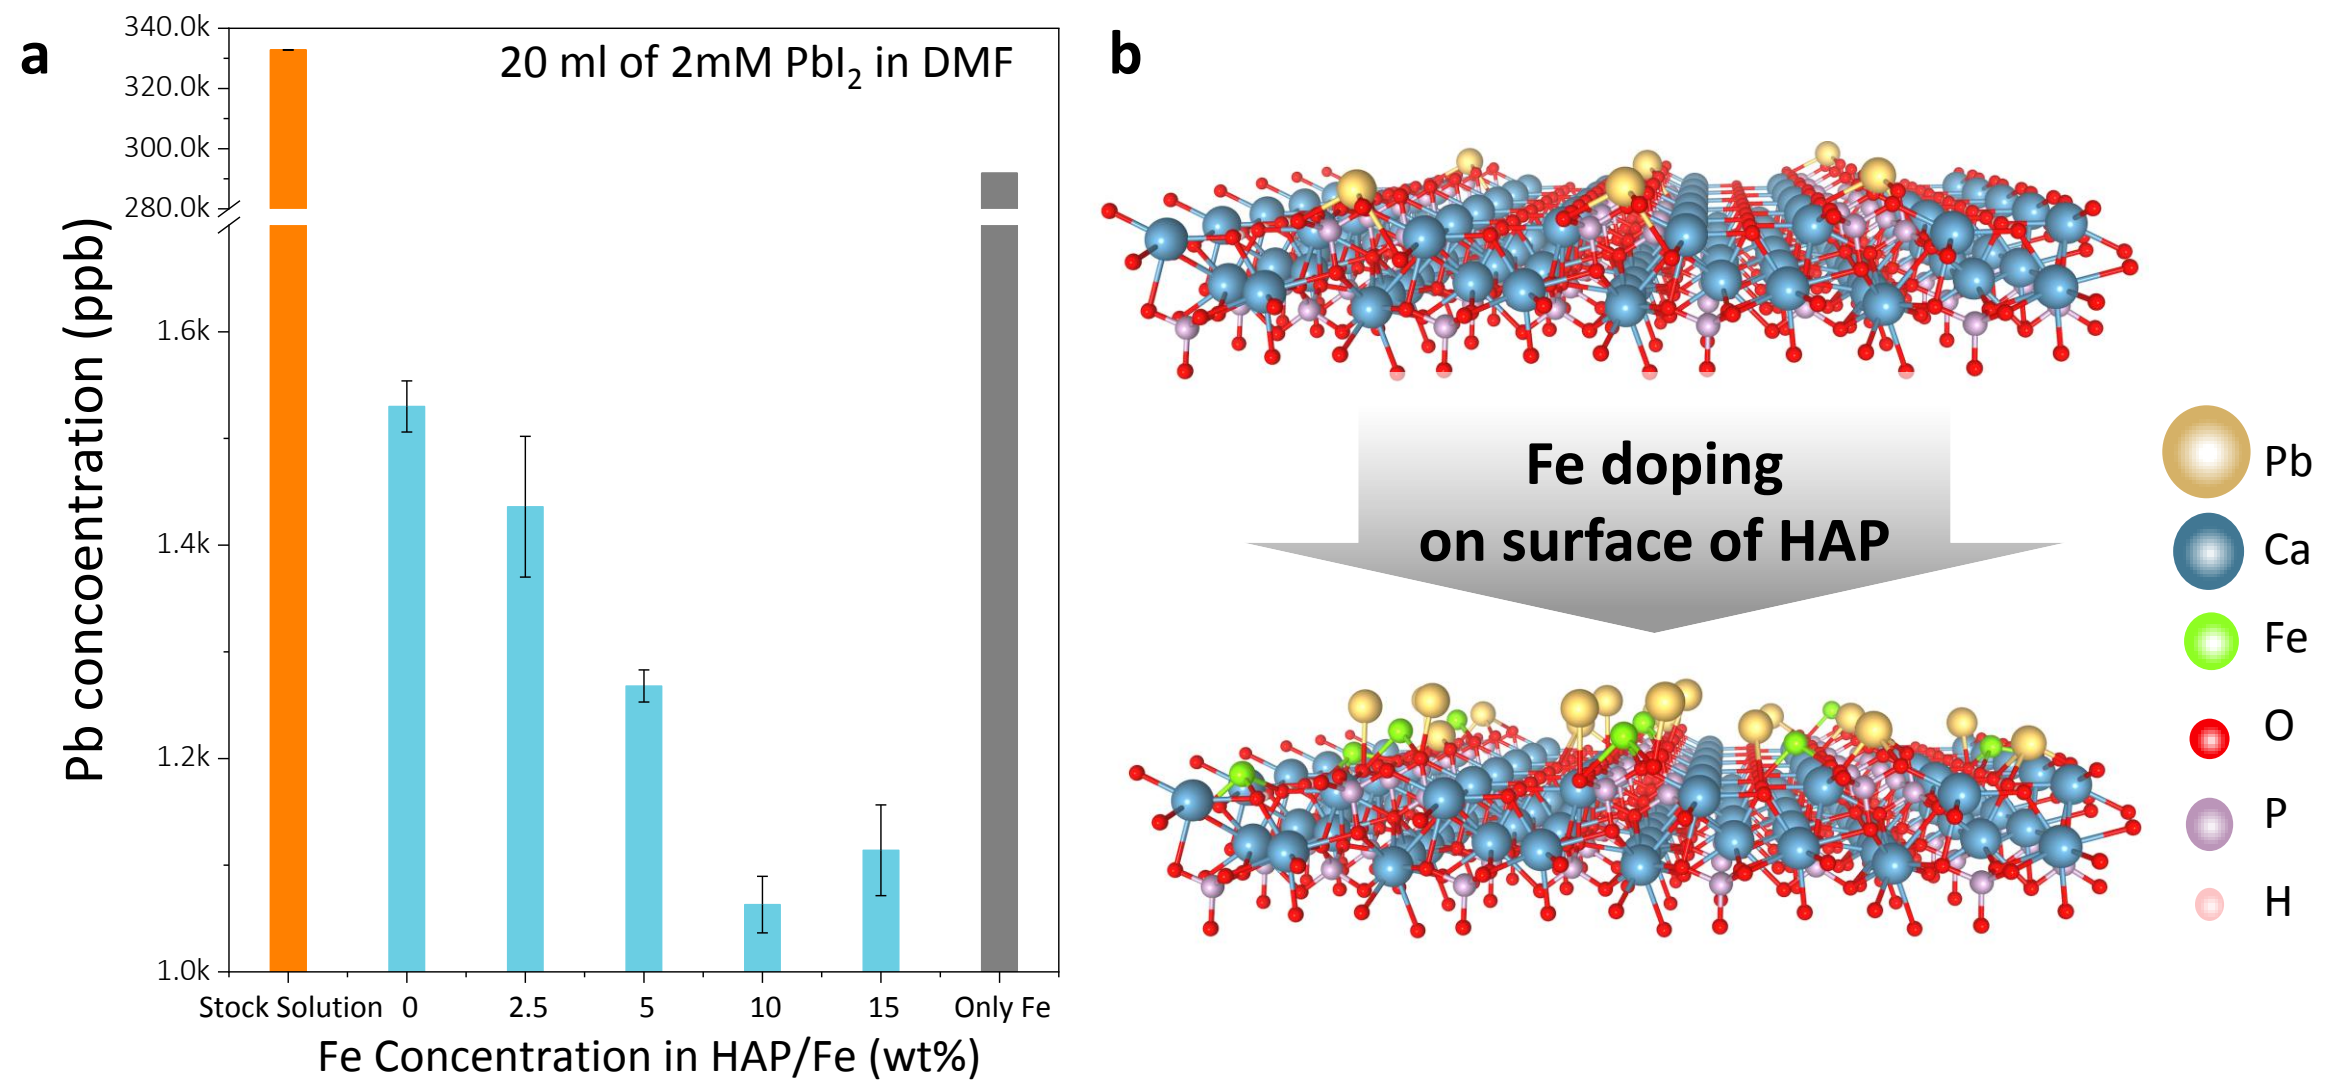 a
340.0k
320.0k
300.0k
280.0k
1.6k
1.4k
1.2k
1.0k
Pb concoentration (ppb)
20 ml of 2mM PbI₂ in DMF
Stock Solution 0 2.5 5 10 15 Only Fe
Fe Concentration in HAP/Fe (wt%)
b
Fe doping
on surface of HAP
Pb
Ca
Fe
O
P
H